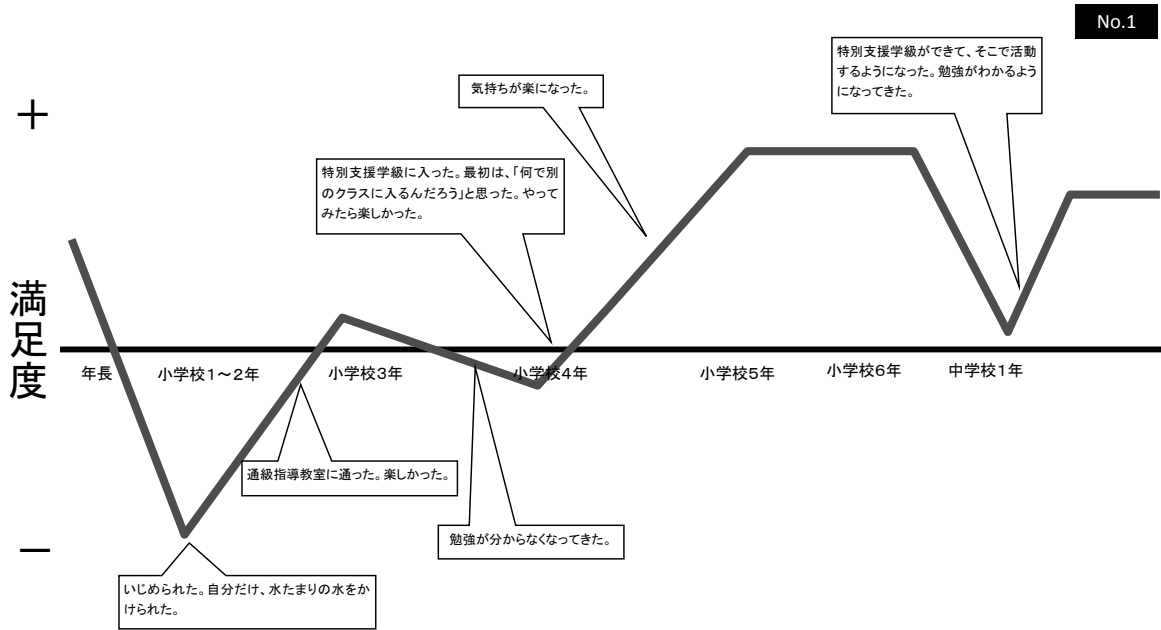 No.1
特別支援学級ができて、そこで活動
するようになった。勉強がわかるよう
になってきた。
気持ちが楽になった。
＋
特別支援学級に入った。最初は、「何で別
のクラスに入るんだろう」と思った。やって
みたら楽しかった。
満足度
年長
小学校1～2年
小学校3年
小学校4年
小学校5年
小学校6年
中学校1年
通級指導教室に通った。楽しかった。
勉強が分からなくなってきた。
－
いじめられた。自分だけ、水たまりの水をか
けられた。